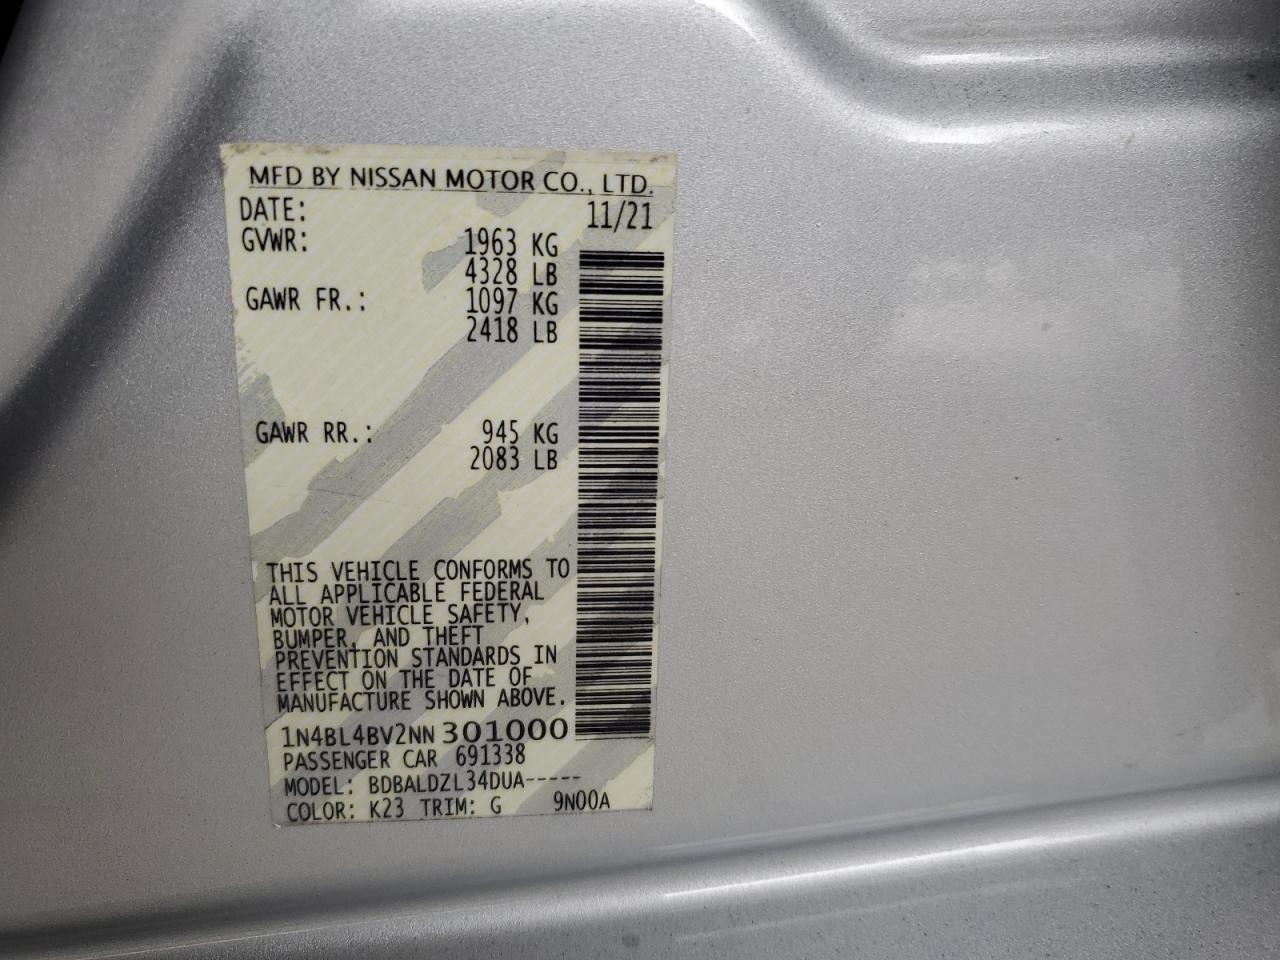 MFD BY NISSAN MOTOR CO., LTD.
DATE: 11/21
GVWR: 1963 KG
4328 LB
GAWR FR.: 1097 KG
2418 LB
GAWR RR.: 945 KG
2083 LB
THIS VEHICLE CONFORMS TO
ALL APPLICABLE FEDERAL
MOTOR VEHICLE SAFETY,
BUMPER, AND THEFT
PREVENTION STANDARDS IN
EFFECT ON THE DATE OF
MANUFACTURE SHOWN ABOVE.
1N4BL4BV2NN301000
PASSENGER CAR 691338
MODEL: BDBALDZL34DUA-----
COLOR: K23 TRIM: G 9N00A